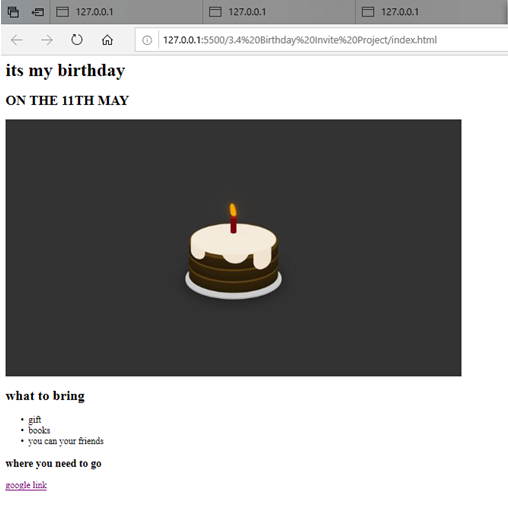 127.0.0.1 127.0.0.1 127.0.0.1
127.0.0.1:5500/3.4%20Birthday%20Invite%20Project/index.html
its my birthday
ON THE 11TH MAY
what to bring
gift
books
you can your friends
where you need to go
google link